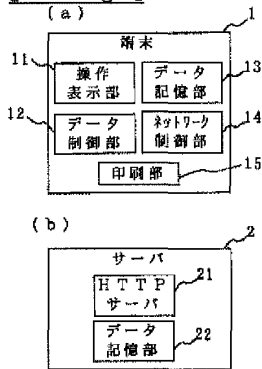 (a)
1
端末
11
操作
表示部
データ
記憶部
13
12
データ
制御部
ネットワーク
制御部
14
印刷部
15
(b)
2
サーバ
HTTP
サーバ
21
データ
記憶部
22